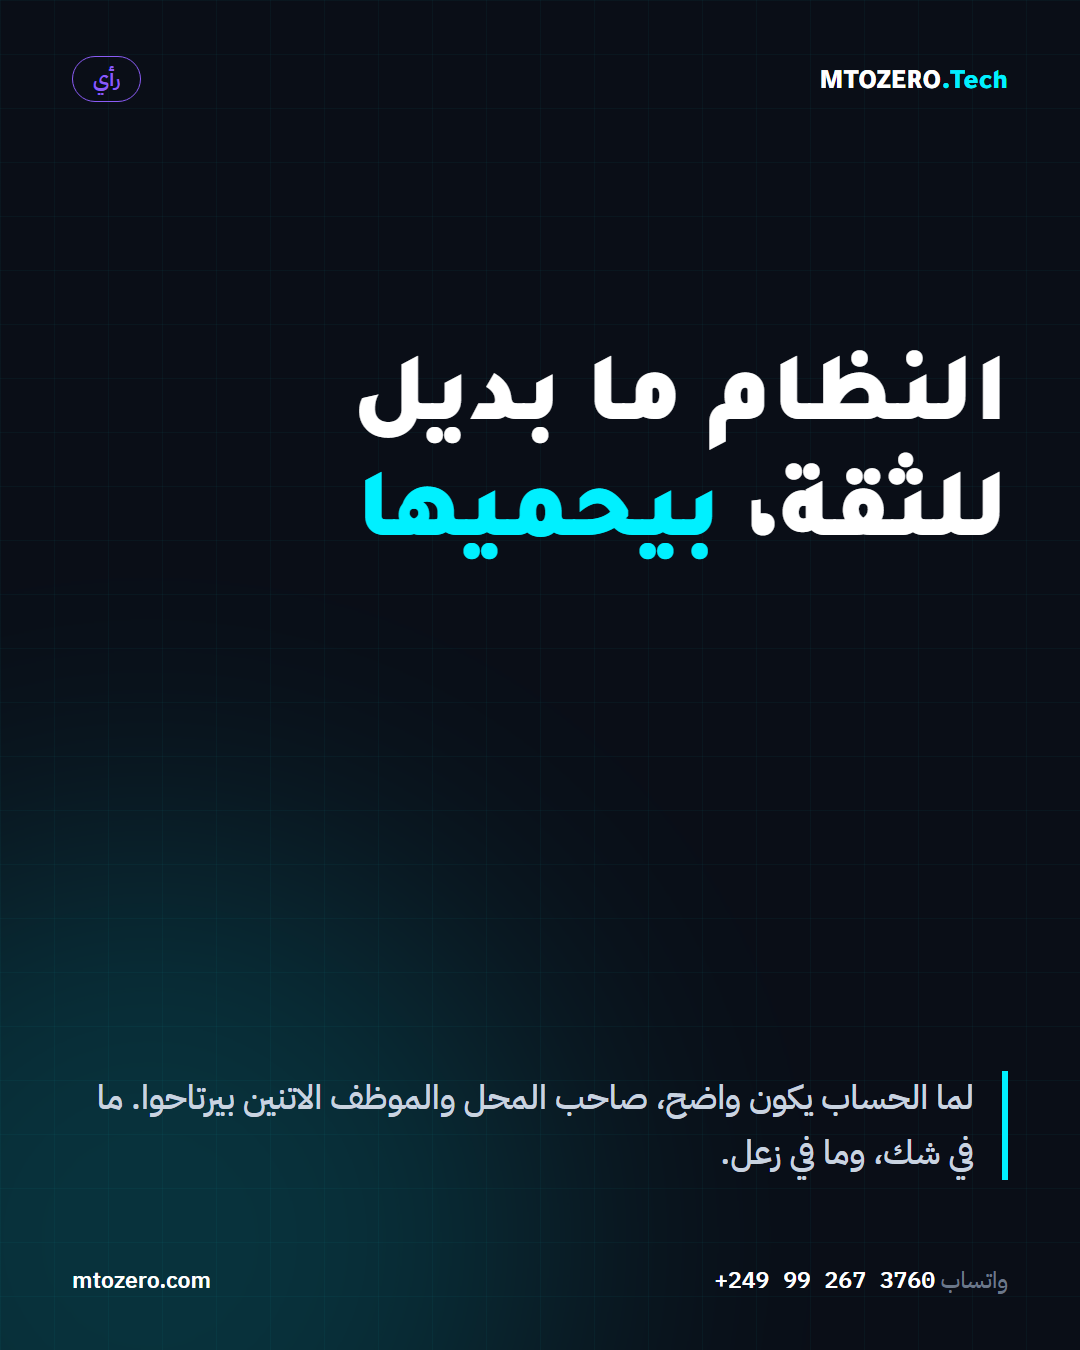 MTOZERO.Tech
رأي
النظام ما بديل
للثقة، بيحميها
لما الحساب يكون واضح، صاحب المحل والموظف الاتنين بيرتاحوا. ما
في شك، وما في زعل.
واتساب +249 99 267 3760
mtozero.com